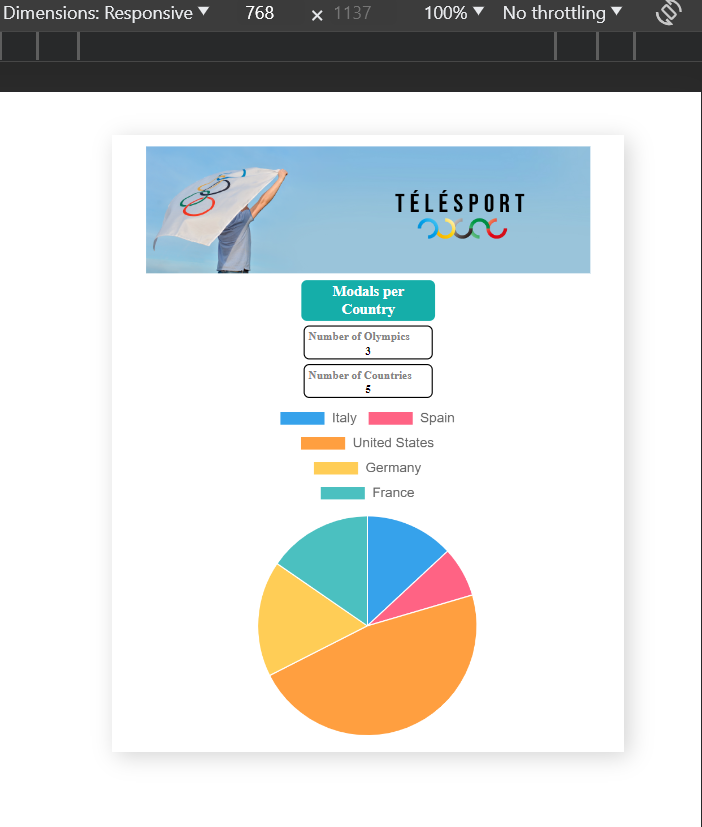 Dimensions: Responsive ▼ 768 × 1137 100% ▼ No throttling ▼
TÉLÉSPORT
Modals per
Country
Number of Olympics
3
Number of Countries
5
Italy Spain
United States
Germany
France